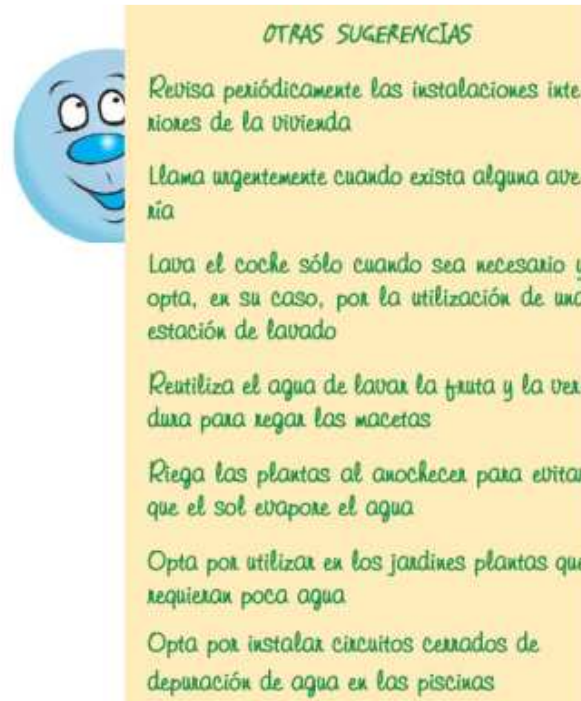 OTRAS SUGERENCIAS
Revisa periódicamente las instalaciones inte
riores de la vivienda
Llama urgentemente cuando exista alguna ave
ría
Lava el coche sólo cuando sea necesario y
opta, en su caso, por la utilización de una
estación de lavado
Reutiliza el agua de lavar la fruta y la ver
dura para regar las macetas
Riega las plantas al anochecer para evitar
que el sol evapore el agua
Opta por utilizar en los jardines plantas que
requieran poca agua
Opta por instalar circuitos cerrados de
depuración de agua en las piscinas